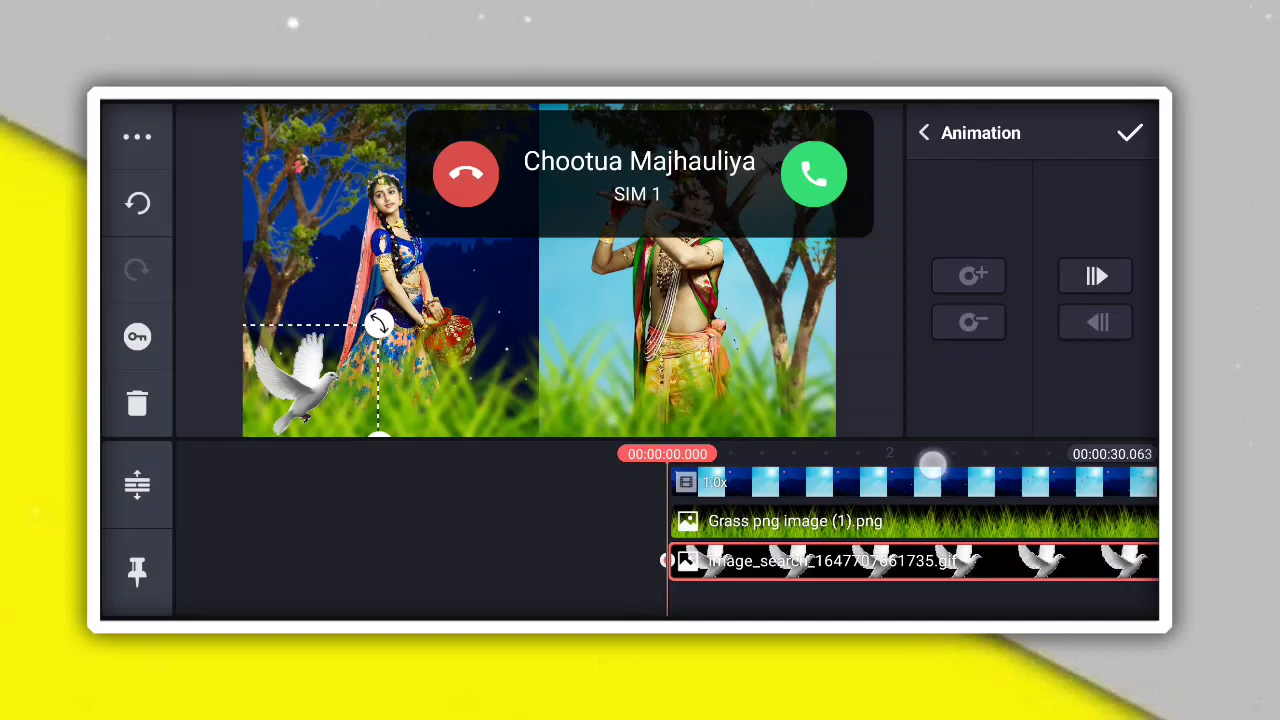 Animation
Chootua Majhauliya
SIM 1
00:00:00.000
2
00:00:30.063
1.0x
Grass png image (1).png
image_search_1647707661735.gif